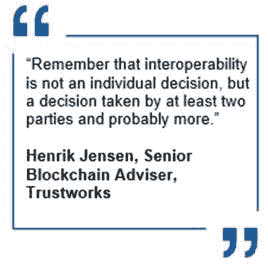 “Remember that interoperability
is not an individual decision, but
a decision taken by at least two
parties and probably more.”
Henrik Jensen, Senior
Blockchain Adviser,
Trustworks